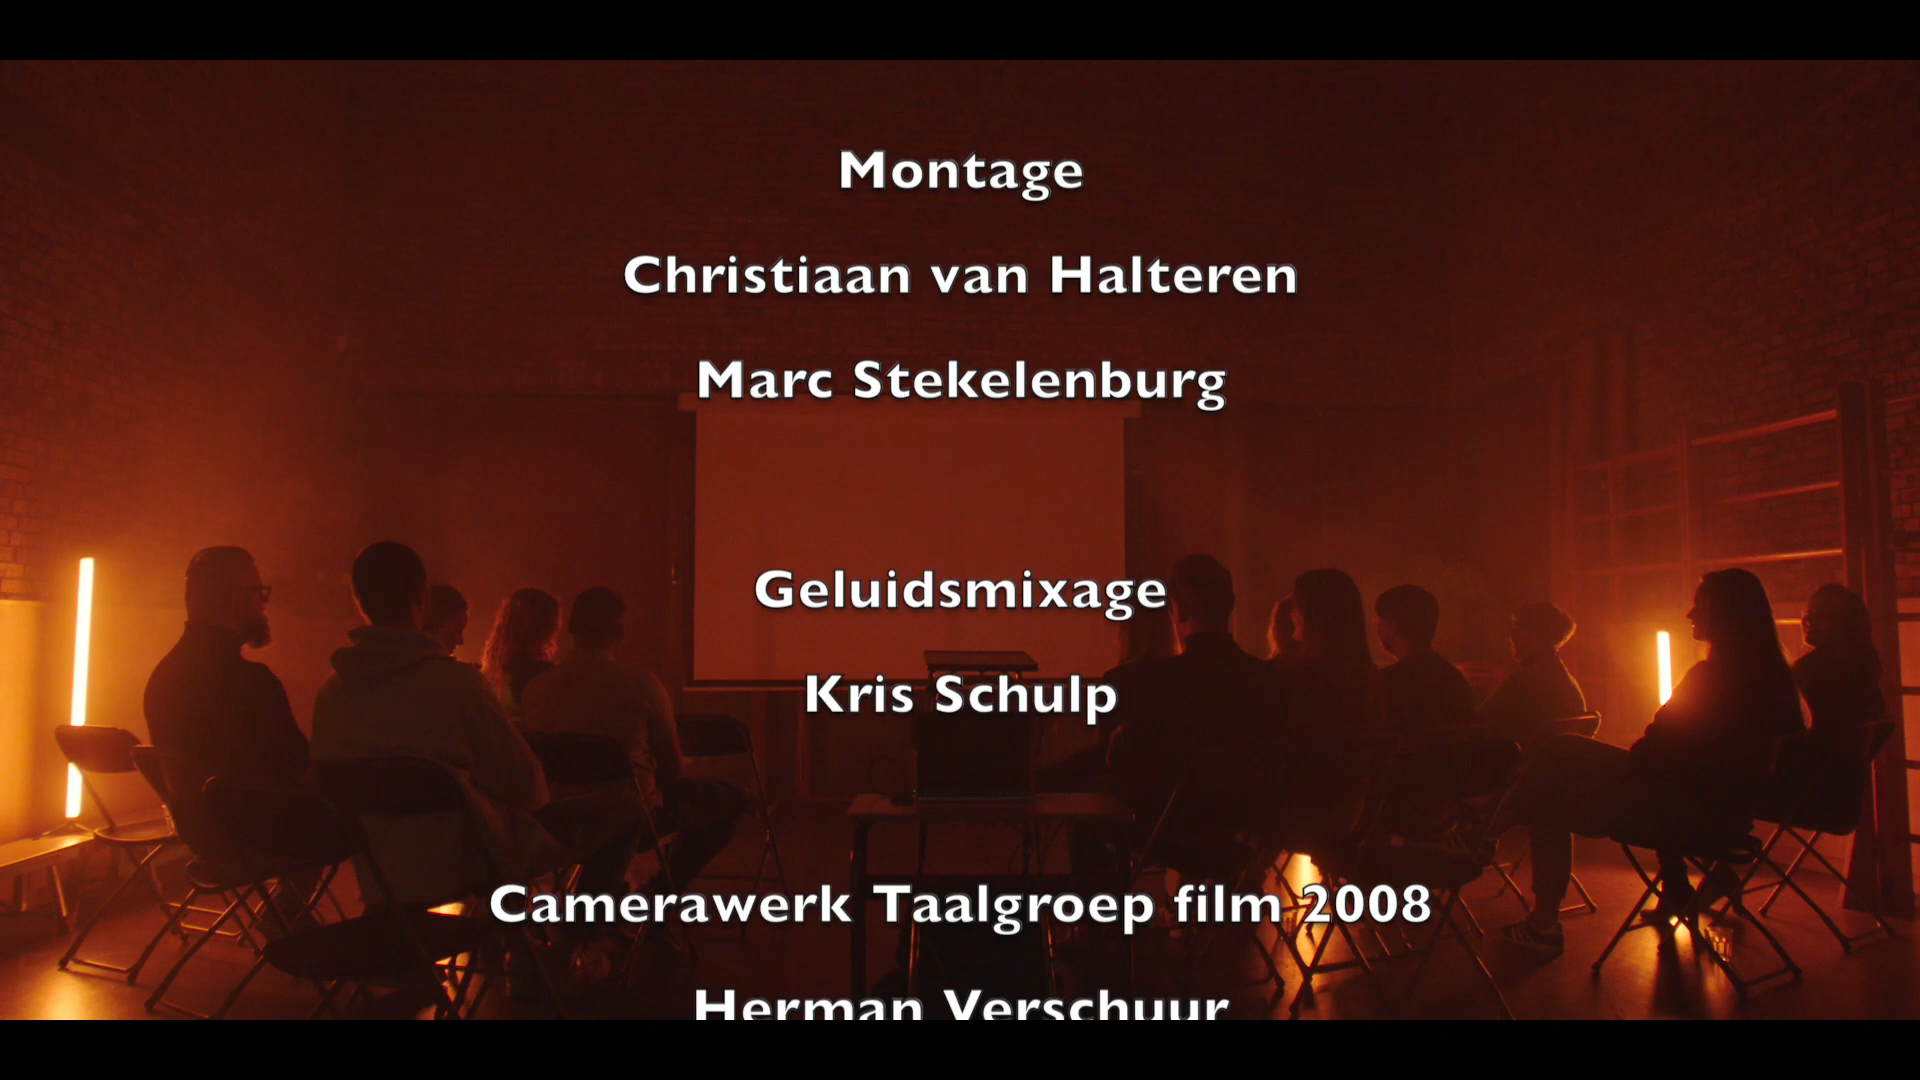 Montage
Christiaan van Halteren
Marc Stekelenburg
Geluidsmixage
Kris Schulp
Camerawerk Taalgroep film 2008
Herman Verschuur